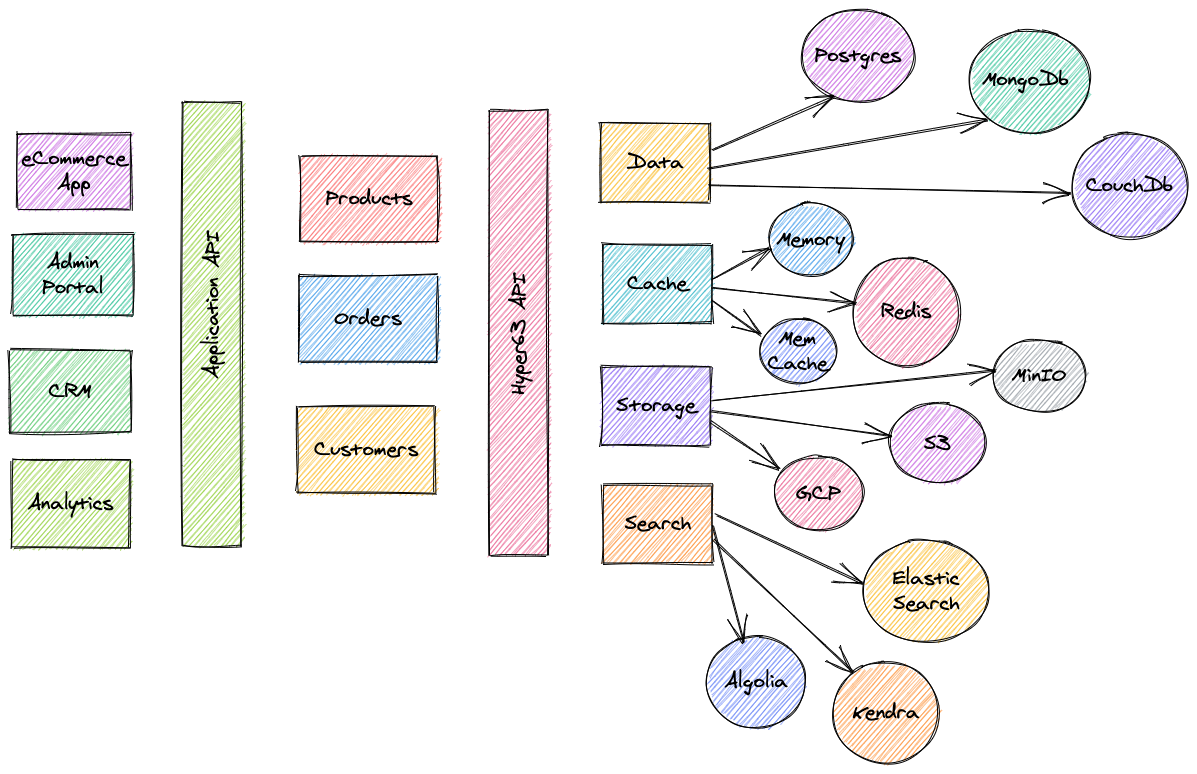 eCommerce
App
Admin
Portal
CRM
Analytics
Application API
Products
Orders
Customers
Hyper63 API
Data
Cache
Storage
Search
Postgres
MongoDb
CouchDb
Memory
Redis
Mem
Cache
MinIO
S3
GCP
Elastic
Search
Algolia
Kendra